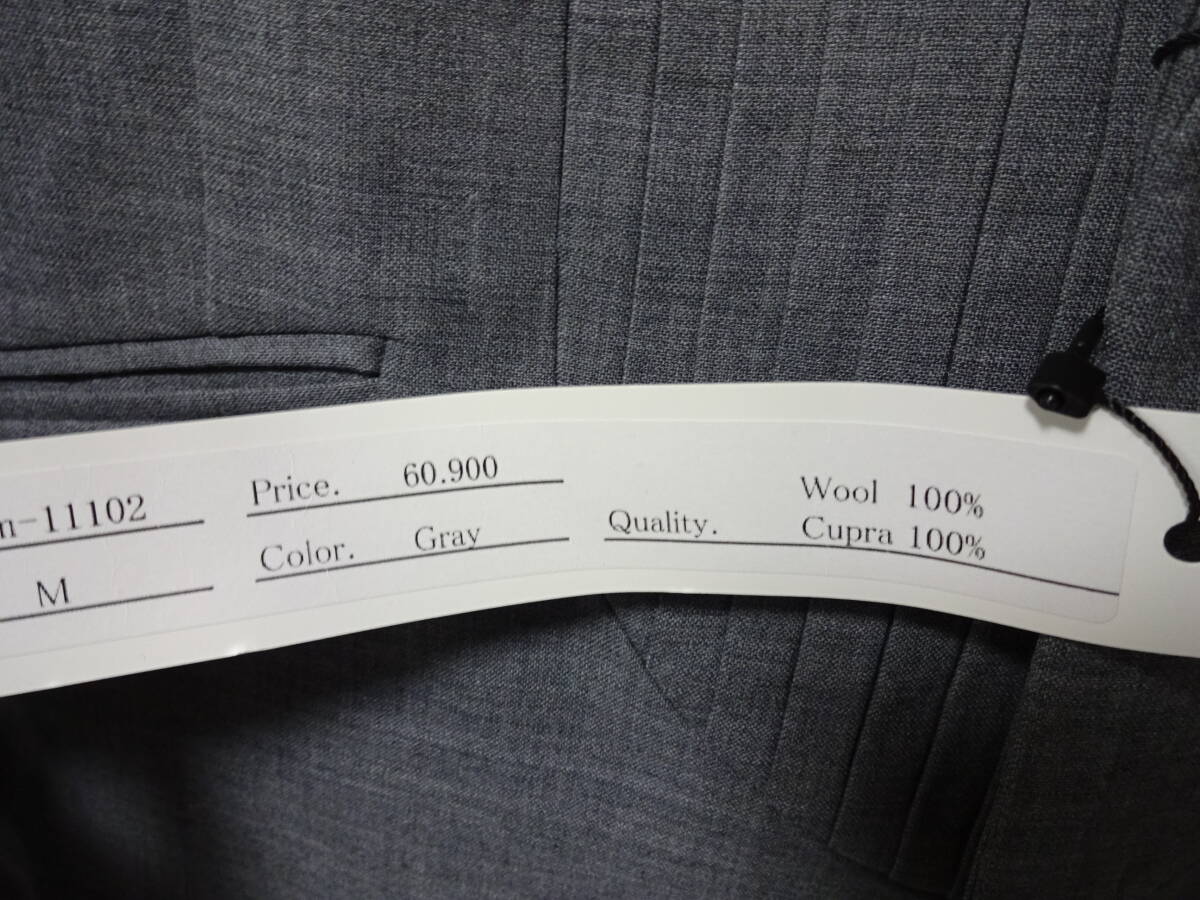 n-11102
M
Price. 60.900
Color. Gray
Quality. Wool 100%
Cupra 100%